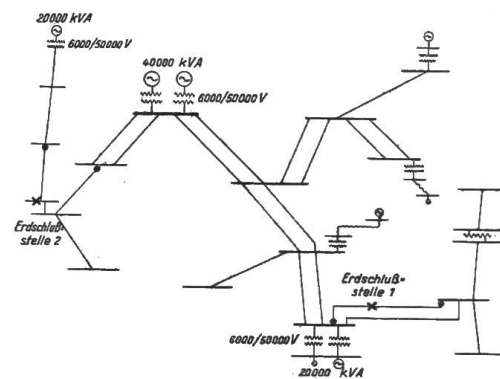 20000 kVA
6000/50000 V
40000 kVA
6000/50000 V
Erdschluß-
stelle 2
Erdschluß-
stelle 1
6000/50000 V
20000 kVA